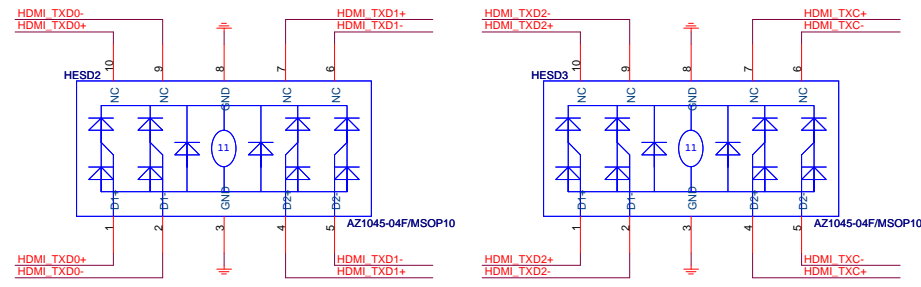 HDMI_TXD0- HDMI_TXD1+ HDMI_TXD2- HDMI_TXC+
HDMI_TXD0+ HDMI_TXD1- HDMI_TXD2+ HDMI_TXC-
10 9 8 7 6 10 9 8 7 6
HESD2 HESD3
NC NC GND NC NC NC NC GND NC NC
11 11
D1+ D1- GND D2+ D2- D1+ D1- GND D2+ D2-
AZ1045-04F/MSOP10 AZ1045-04F/MSOP10
1 2 3 4 5 1 2 3 4 5
HDMI_TXD0+ HDMI_TXD1- HDMI_TXD2+ HDMI_TXC-
HDMI_TXD0- HDMI_TXD1+ HDMI_TXD2- HDMI_TXC+